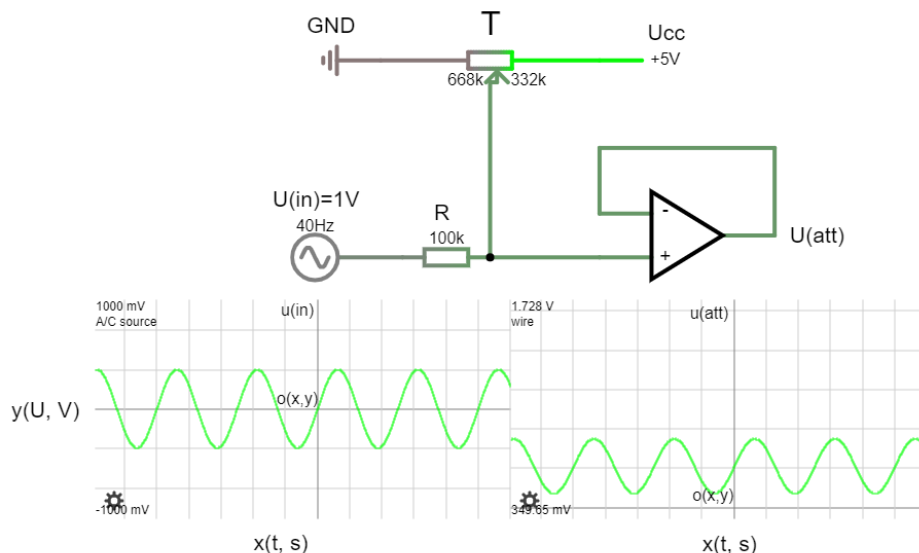 GND
T
Ucc
+5V
668k
332k
U(in)=1V
40Hz
R
100k
-
+
U(att)
1000 mV
A/C source
u(in)
1.728 V
wire
u(att)
y(U, V)
o(x,y)
o(x,y)
-1000 mV
349.65 mV
x(t, s)
x(t, s)